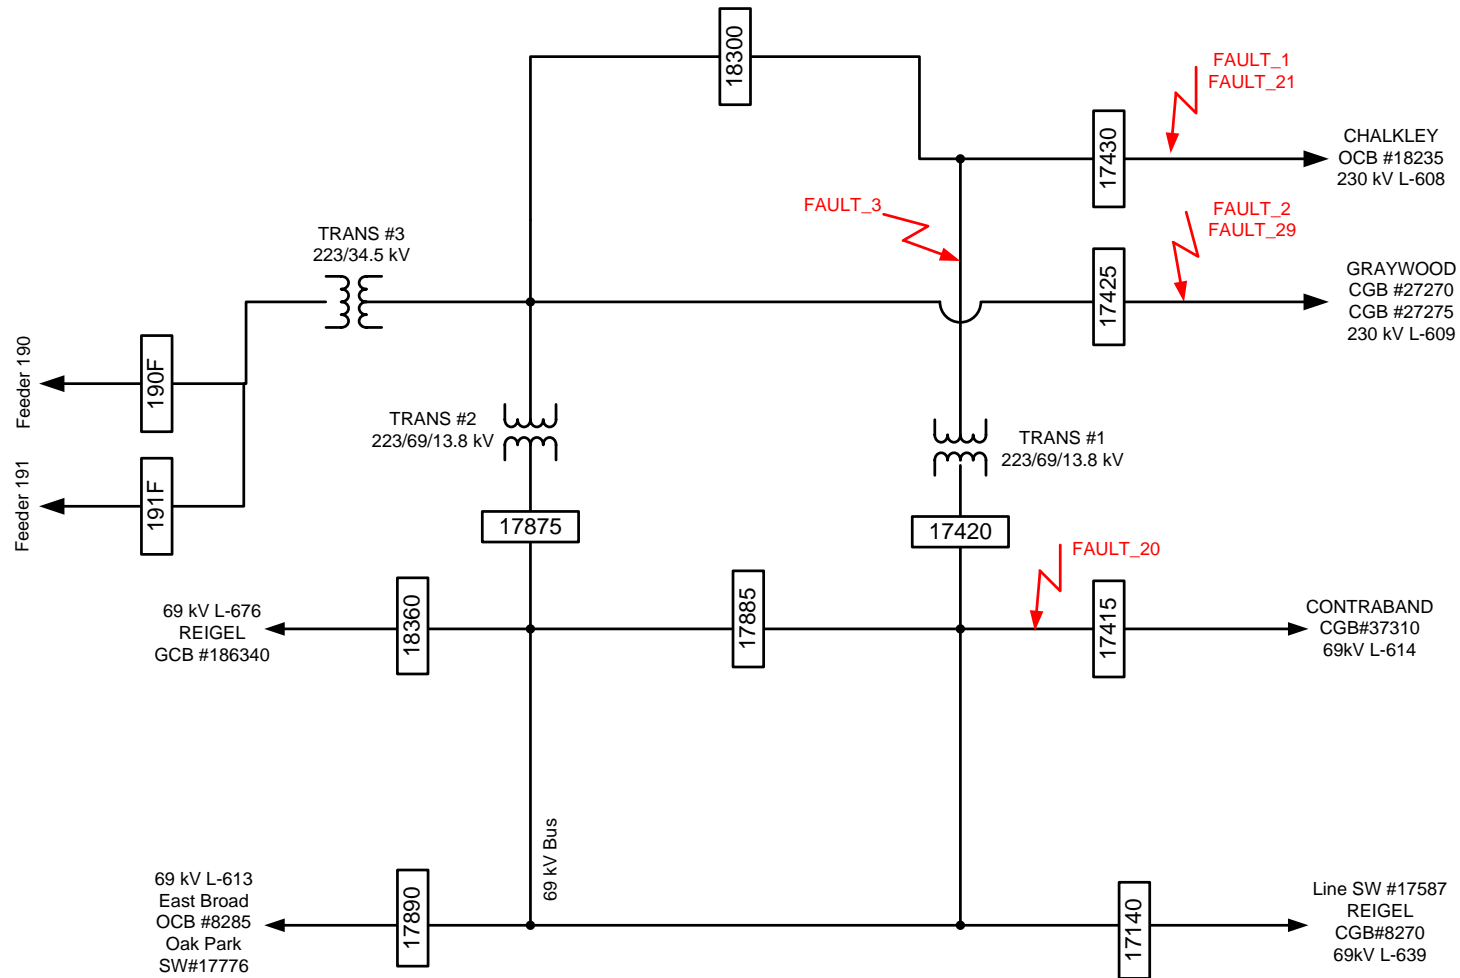 18300
FAULT_1
FAULT_21
17430
CHALKLEY
OCB #18235
230 kV L-608
FAULT_3
FAULT_2
FAULT_29
TRANS #3
223/34.5 kV
17425
GRAYWOOD
CGB #27270
CGB #27275
230 kV L-609
Feeder 190
190F
TRANS #2
223/69/13.8 kV
TRANS #1
223/69/13.8 kV
Feeder 191
191F
17875
17420
FAULT_20
69 kV L-676
REIGEL
GCB #186340
18360
17885
17415
CONTRABAND
CGB#37310
69kV L-614
69 kV Bus
69 kV L-613
East Broad
OCB #8285
Oak Park
SW#17776
17890
17140
Line SW #17587
REIGEL
CGB#8270
69kV L-639